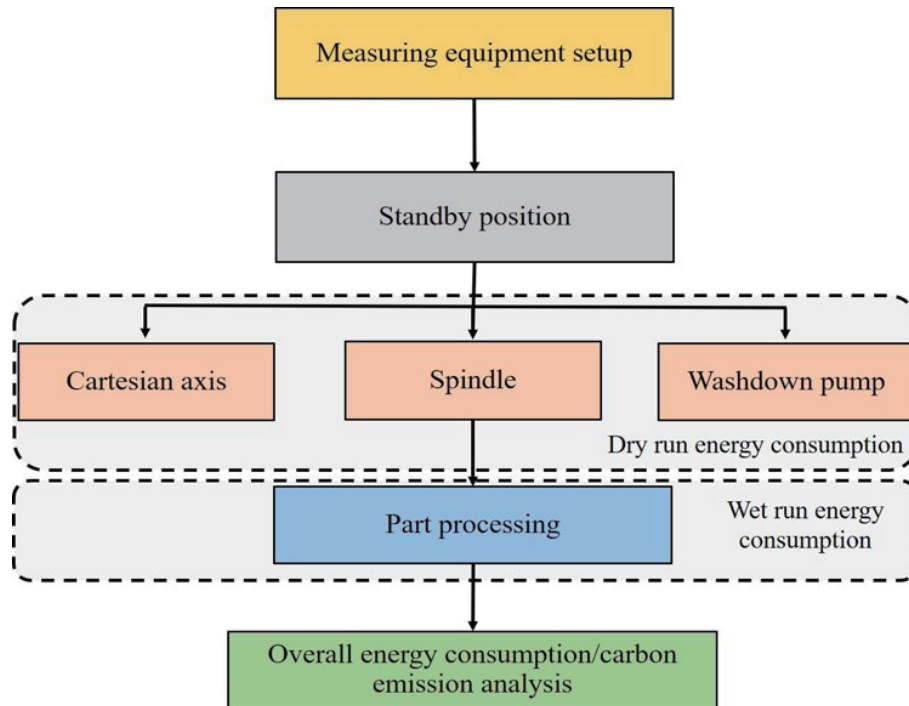 Measuring equipment setup
Standby position
Cartesian axis
Spindle
Washdown pump
Dry run energy consumption
Part processing
Wet run energy
consumption
Overall energy consumption/carbon
emission analysis